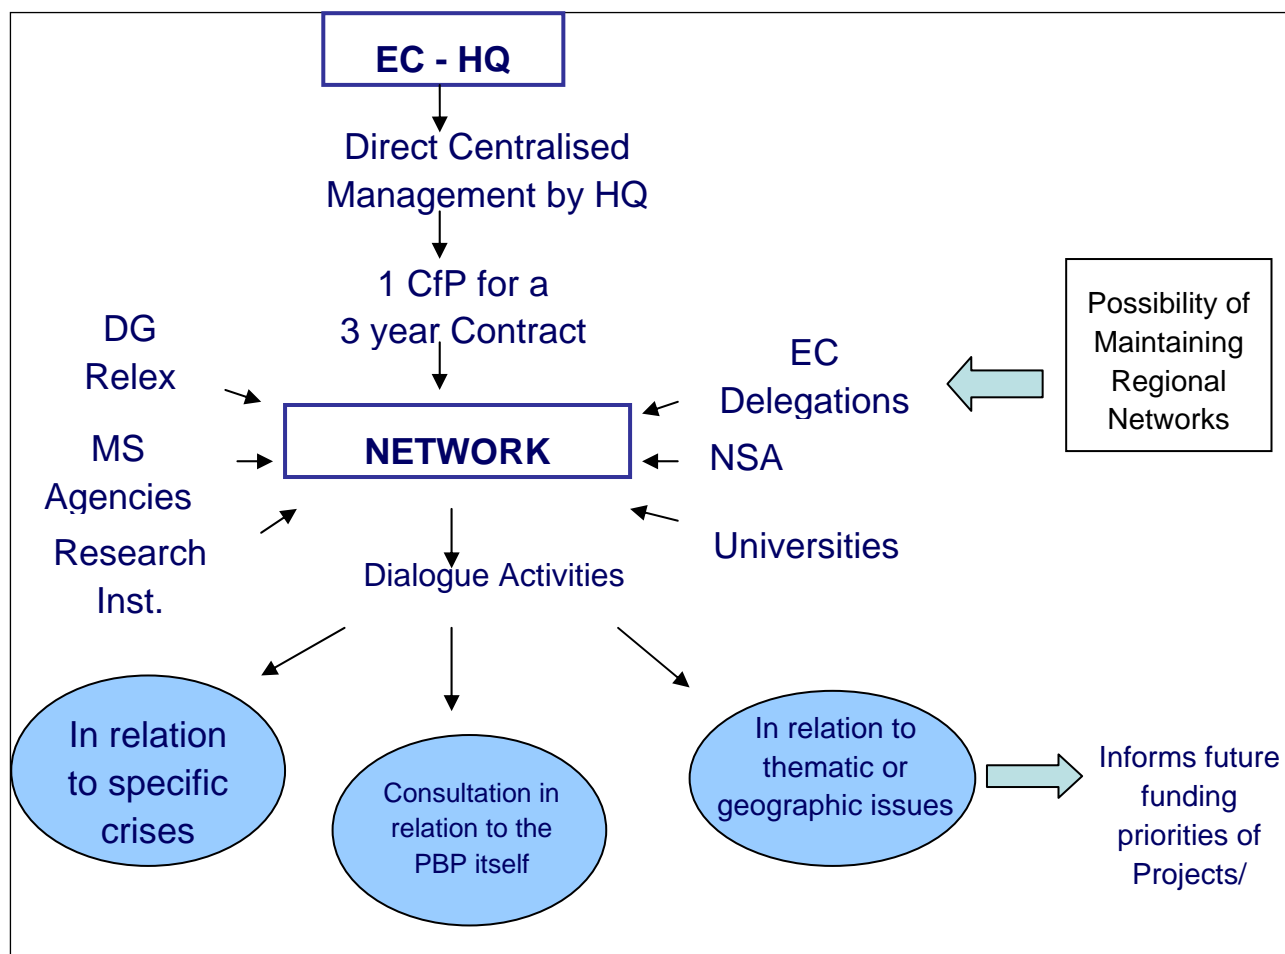 EC - HQ
Direct Centralised
Management by HQ
1 CfP for a
3 year Contract
DG
Relex
MS
Agencies
Research
Inst.
NETWORK
EC
Delegations
NSA
Universities
Possibility of
Maintaining
Regional
Networks
Dialogue Activities
In relation
to specific
crises
Consultation in
relation to the
PBP itself
In relation to
thematic or
geographic issues
Informs future
funding
priorities of
Projects/